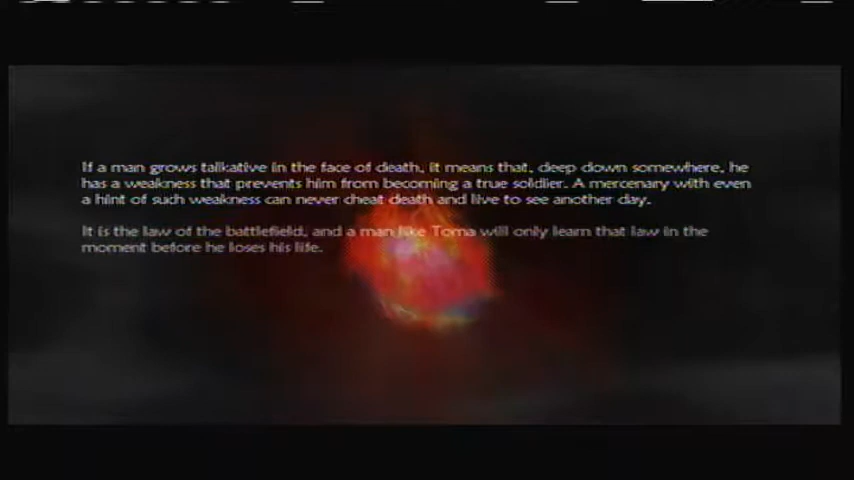 If a man grows talkative in the face of death, it means that, deep down somewhere, he
has a weakness that prevents him from becoming a true soldier. A mercenary with even
a hint of such weakness can never cheat death and live to see another day.
It is the law of the battlefield, and a man like Toma will only learn that law in the
moment before he loses his life.